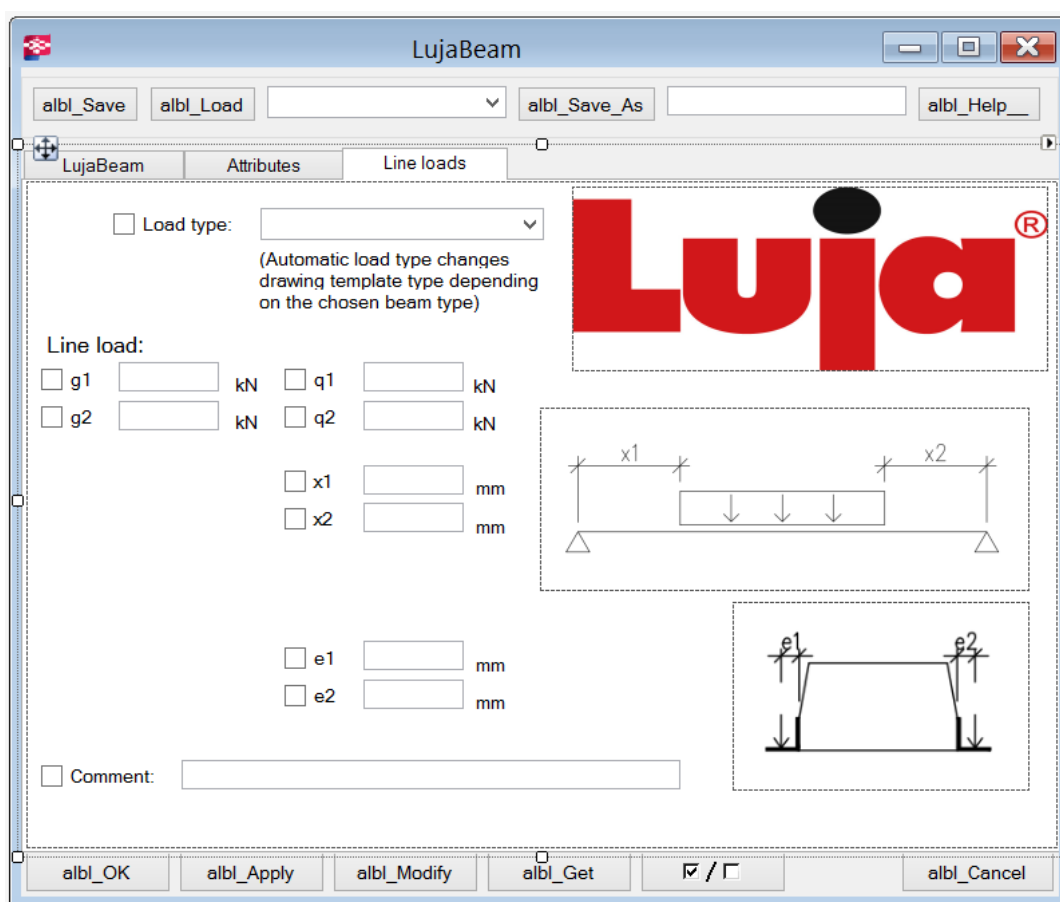 LujaBeam
albl_Save albl_Load albl_Save_As albl_Help__
LujaBeam Attributes Line loads
Load type:
(Automatic load type changes
drawing template type depending
on the chosen beam type)
Luja®
Line load:
g1 kN q1 kN
g2 kN q2 kN
x1 mm
x2 mm
x1 x2
e1 mm
e2 mm
e1 e2
Comment:
albl_OK albl_Apply albl_Modify albl_Get / albl_Cancel